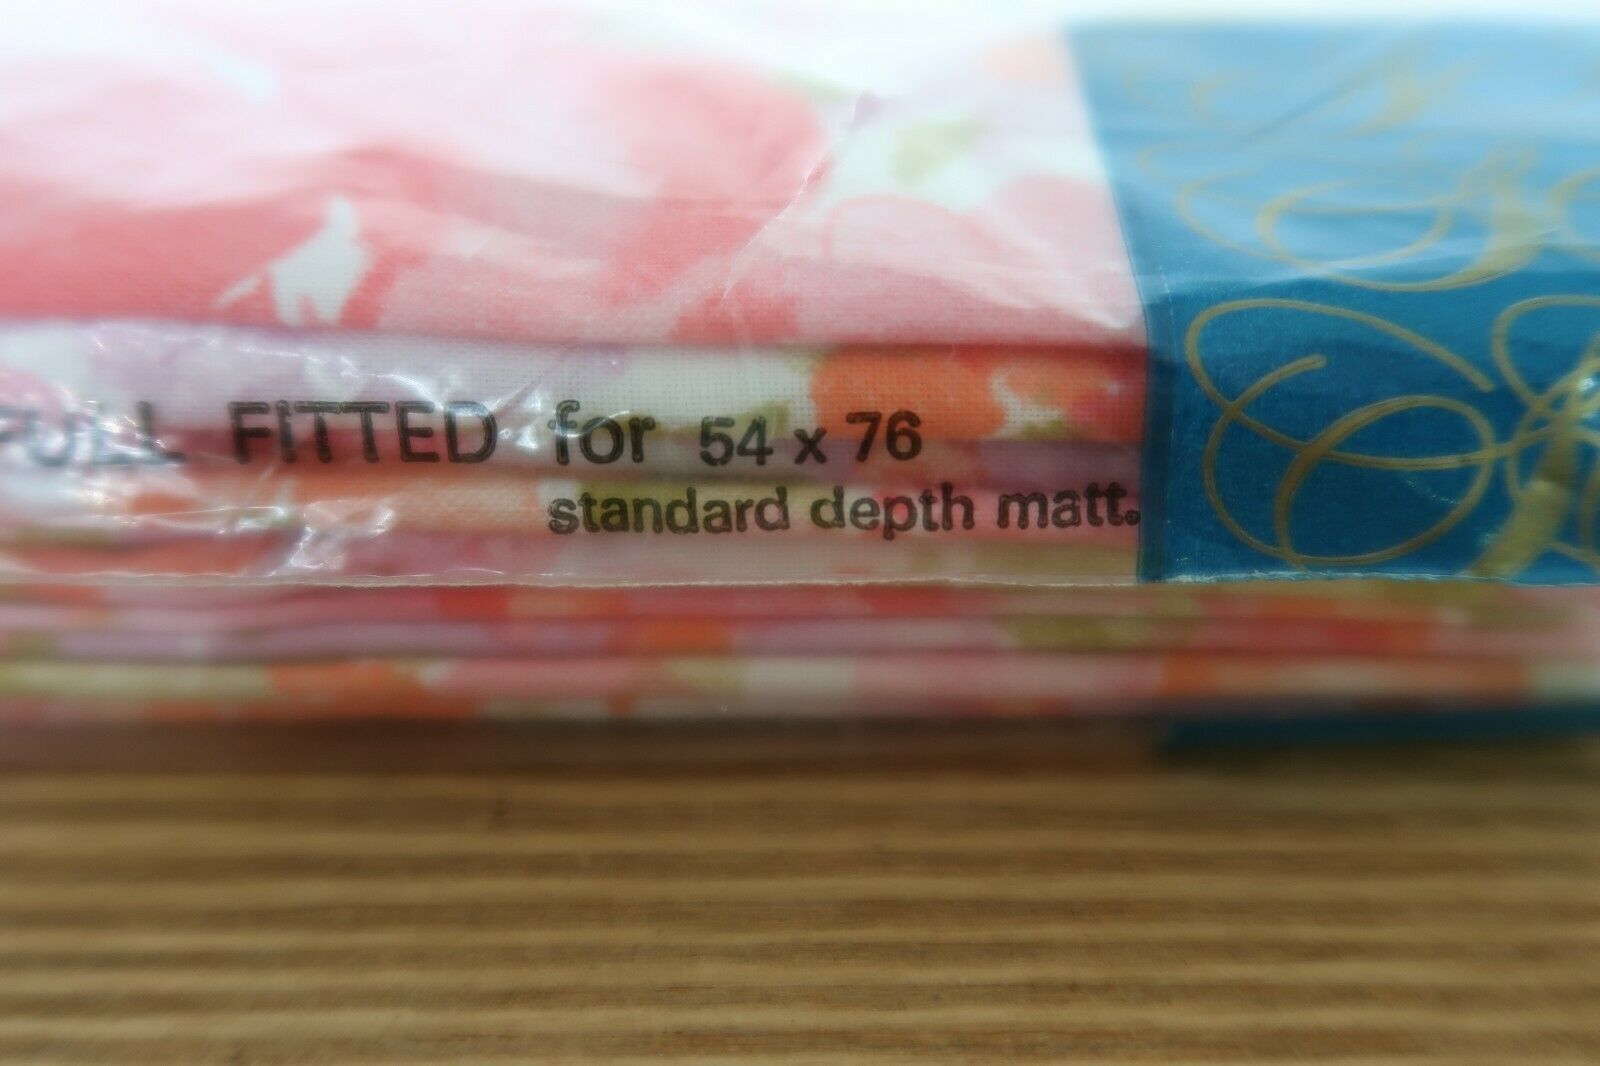 FULL FITTED for 54 x 76
standard depth matt.